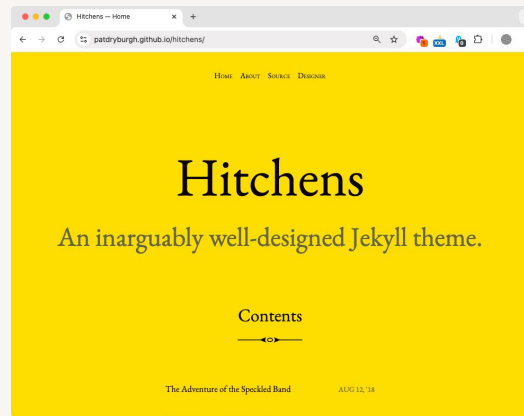 Hitchens — Home
patdryburgh.github.io/hitchens/
XXL
Home About Source Designer
Hitchens
An inarguably well-designed Jekyll theme.
Contents
The Adventure of the Speckled Band AUG 12, '18